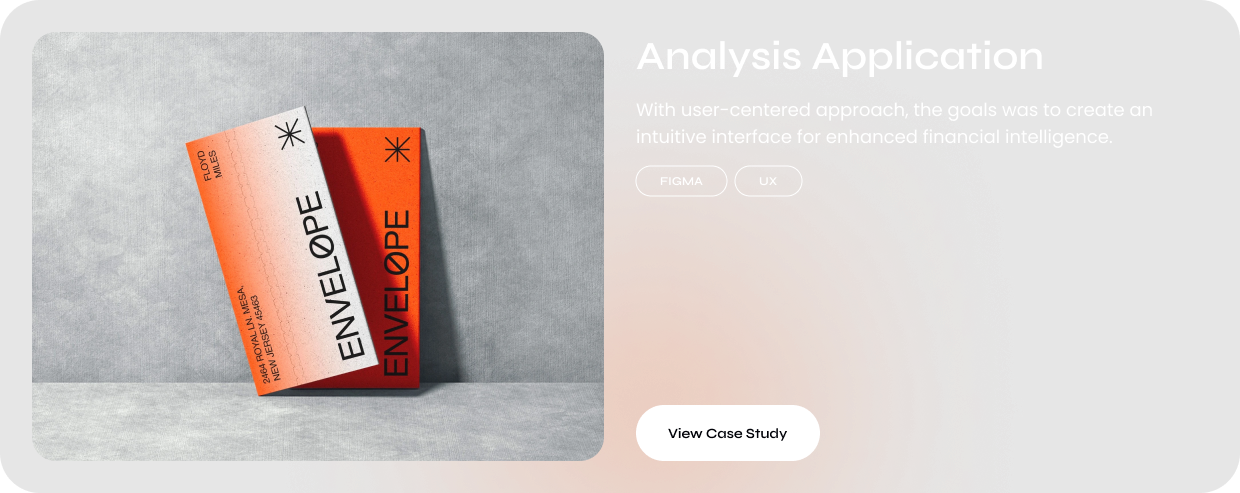 FLOYD
MILES
2464 ROYAL LN. MESA,
NEW JERSEY 45463
ENVELØPE
ENVELØPE
Analysis Application
With user-centered approach, the goals was to create an
intuitive interface for enhanced financial intelligence.
FIGMA
UX
View Case Study